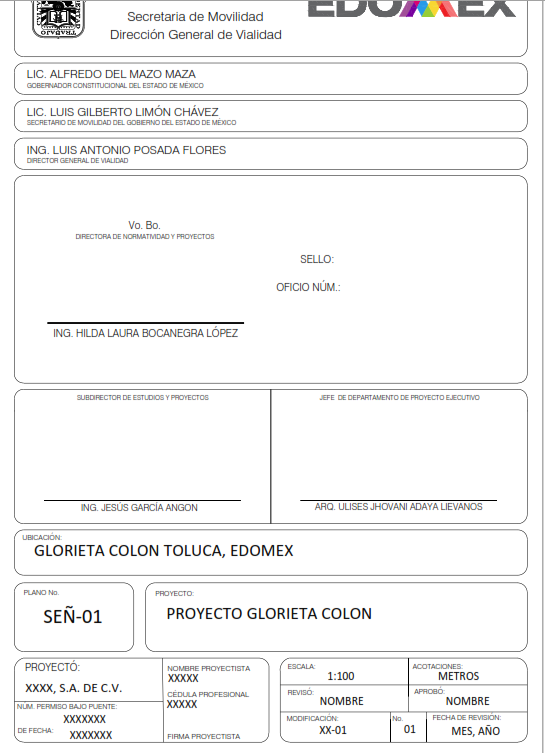 EDOMEX
TRABAJO
Secretaria de Movilidad
Dirección General de Vialidad
LIC. ALFREDO DEL MAZO MAZA
GOBERNADOR CONSTITUCIONAL DEL ESTADO DE MÉXICO
LIC. LUIS GILBERTO LIMÓN CHÁVEZ
SECRETARIO DE MOVILIDAD DEL GOBIERNO DEL ESTADO DE MÉXICO
ING. LUIS ANTONIO POSADA FLORES
DIRECTOR GENERAL DE VIALIDAD
Vo. Bo.
DIRECTORA DE NORMATIVIDAD Y PROYECTOS
SELLO:
OFICIO NÚM.:
ING. HILDA LAURA BOCANEGRA LÓPEZ
SUBDIRECTOR DE ESTUDIOS Y PROYECTOS
JEFE DE DEPARTAMENTO DE PROYECTO EJECUTIVO
ING. JESÚS GARCÍA ANGON
ARQ. ULISES JHOVANI ADAYA LIEVANOS
UBICACIÓN:
GLORIETA COLON TOLUCA, EDOMEX
PLANO No.
SEÑ-01
PROYECTO:
PROYECTO GLORIETA COLON
PROYECTÓ:
XXXX, S.A. DE C.V.
NÚM. PERMISO BAJO PUENTE:
XXXXXXX
DE FECHA:
XXXXXXX
NOMBRE PROYECTISTA
XXXXX
CÉDULA PROFESIONAL
XXXXX
FIRMA PROYECTISTA
ESCALA:
1:100
ACOTACIONES:
METROS
REVISÓ:
NOMBRE
APROBÓ:
NOMBRE
MODIFICACIÓN:
XX-01
No.
01
FECHA DE REVISIÓN:
MES, AÑO